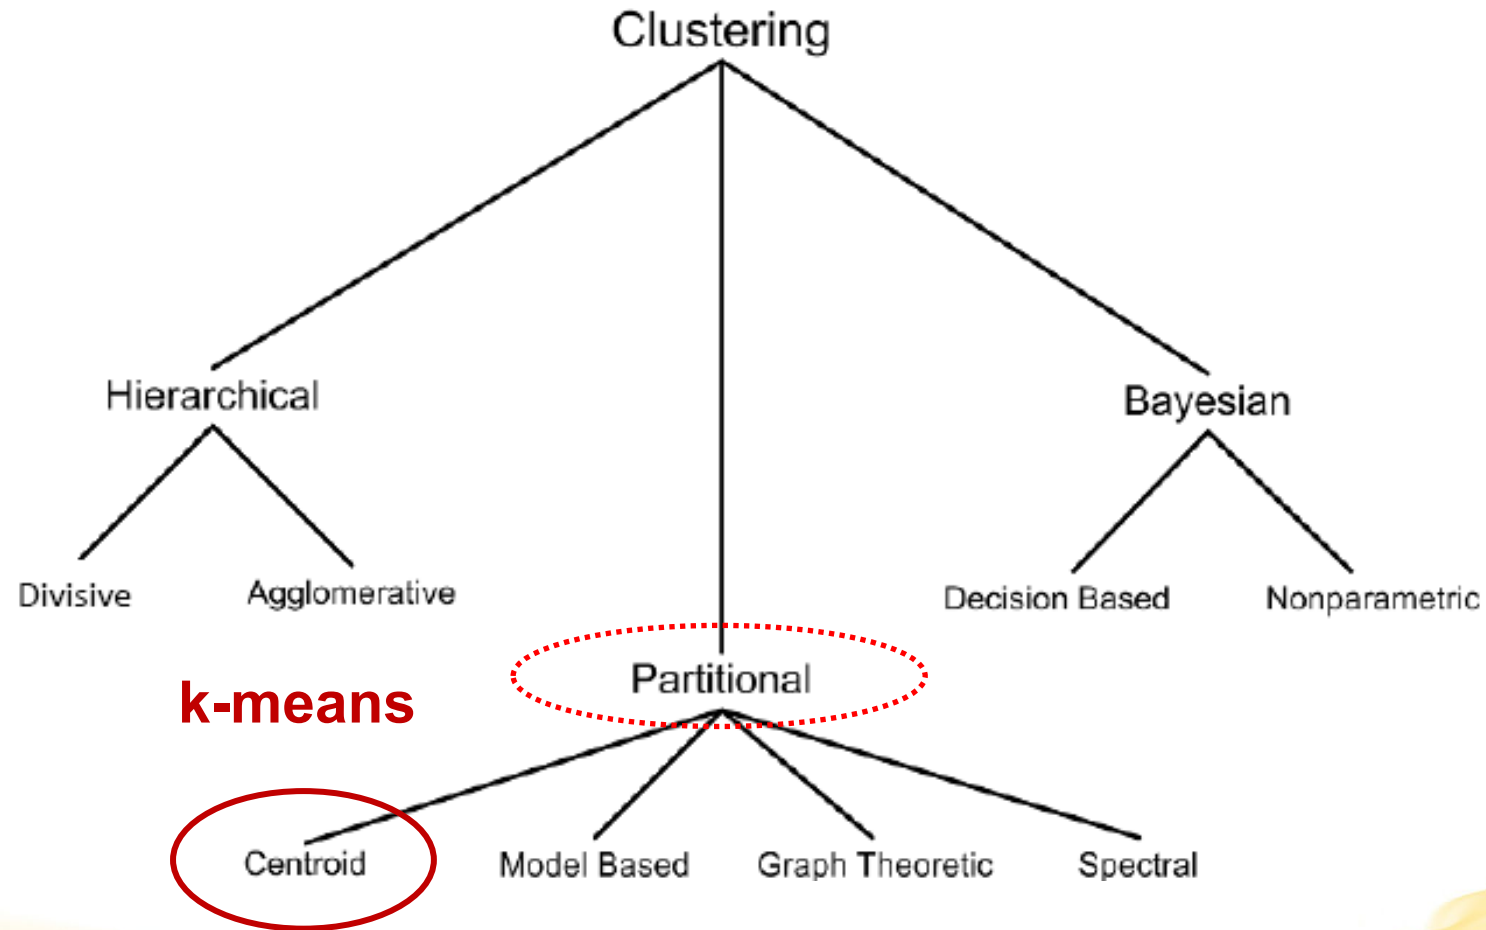 Clustering
Hierarchical
Bayesian
Divisive
Agglomerative
Decision Based
Nonparametric
Partitional
k-means
Centroid
Model Based
Graph Theoretic
Spectral